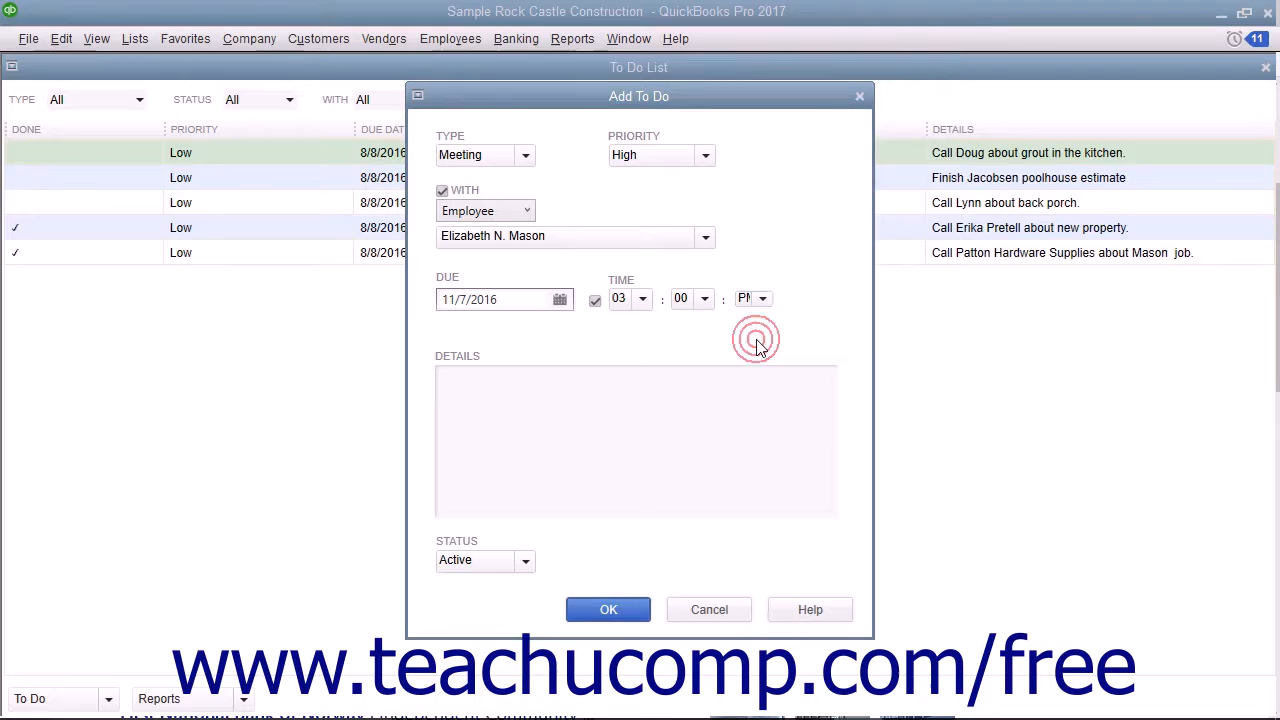 Sample Rock Castle Construction - QuickBooks Pro 2017
File Edit View Lists Favorites Company Customers Vendors Employees Banking Reports Window Help 11
To Do List
TYPE All STATUS All WITH All
Add To Do
DONE PRIORITY DUE DAT DETAILS
Low 8/8/2016 Call Doug about grout in the kitchen.
Low 8/8/2016 Finish Jacobsen poolhouse estimate
Low 8/8/2016 Call Lynn about back porch.
✓ Low 8/8/2016 Call Erika Pretell about new property.
✓ Low 8/8/2016 Call Patton Hardware Supplies about Mason job.
TYPE PRIORITY
Meeting High
WITH
Employee
Elizabeth N. Mason
DUE TIME
11/7/2016 03 : 00 : PM
DETAILS
STATUS
Active
OK Cancel Help
www.teachucomp.com/free
To Do Reports